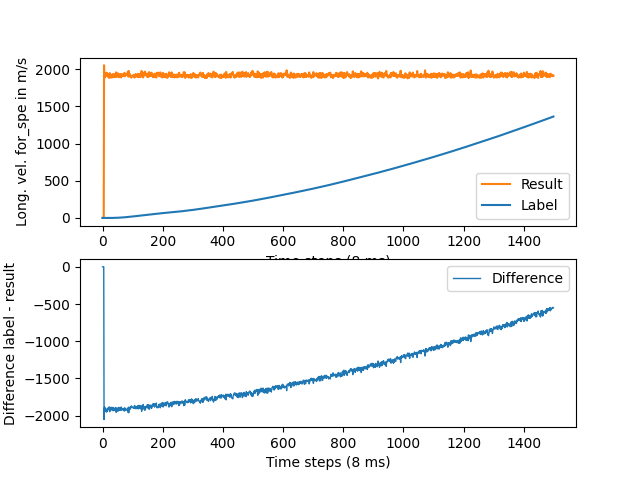 Long. vel. for_spe in m/s
2000
1500
1000
500
0
Result
Label
0 200 400 600 800 1000 1200 1400
Time steps (8 ms)
Difference label - result
0
−500
−1000
−1500
−2000
Difference
0 200 400 600 800 1000 1200 1400
Time steps (8 ms)